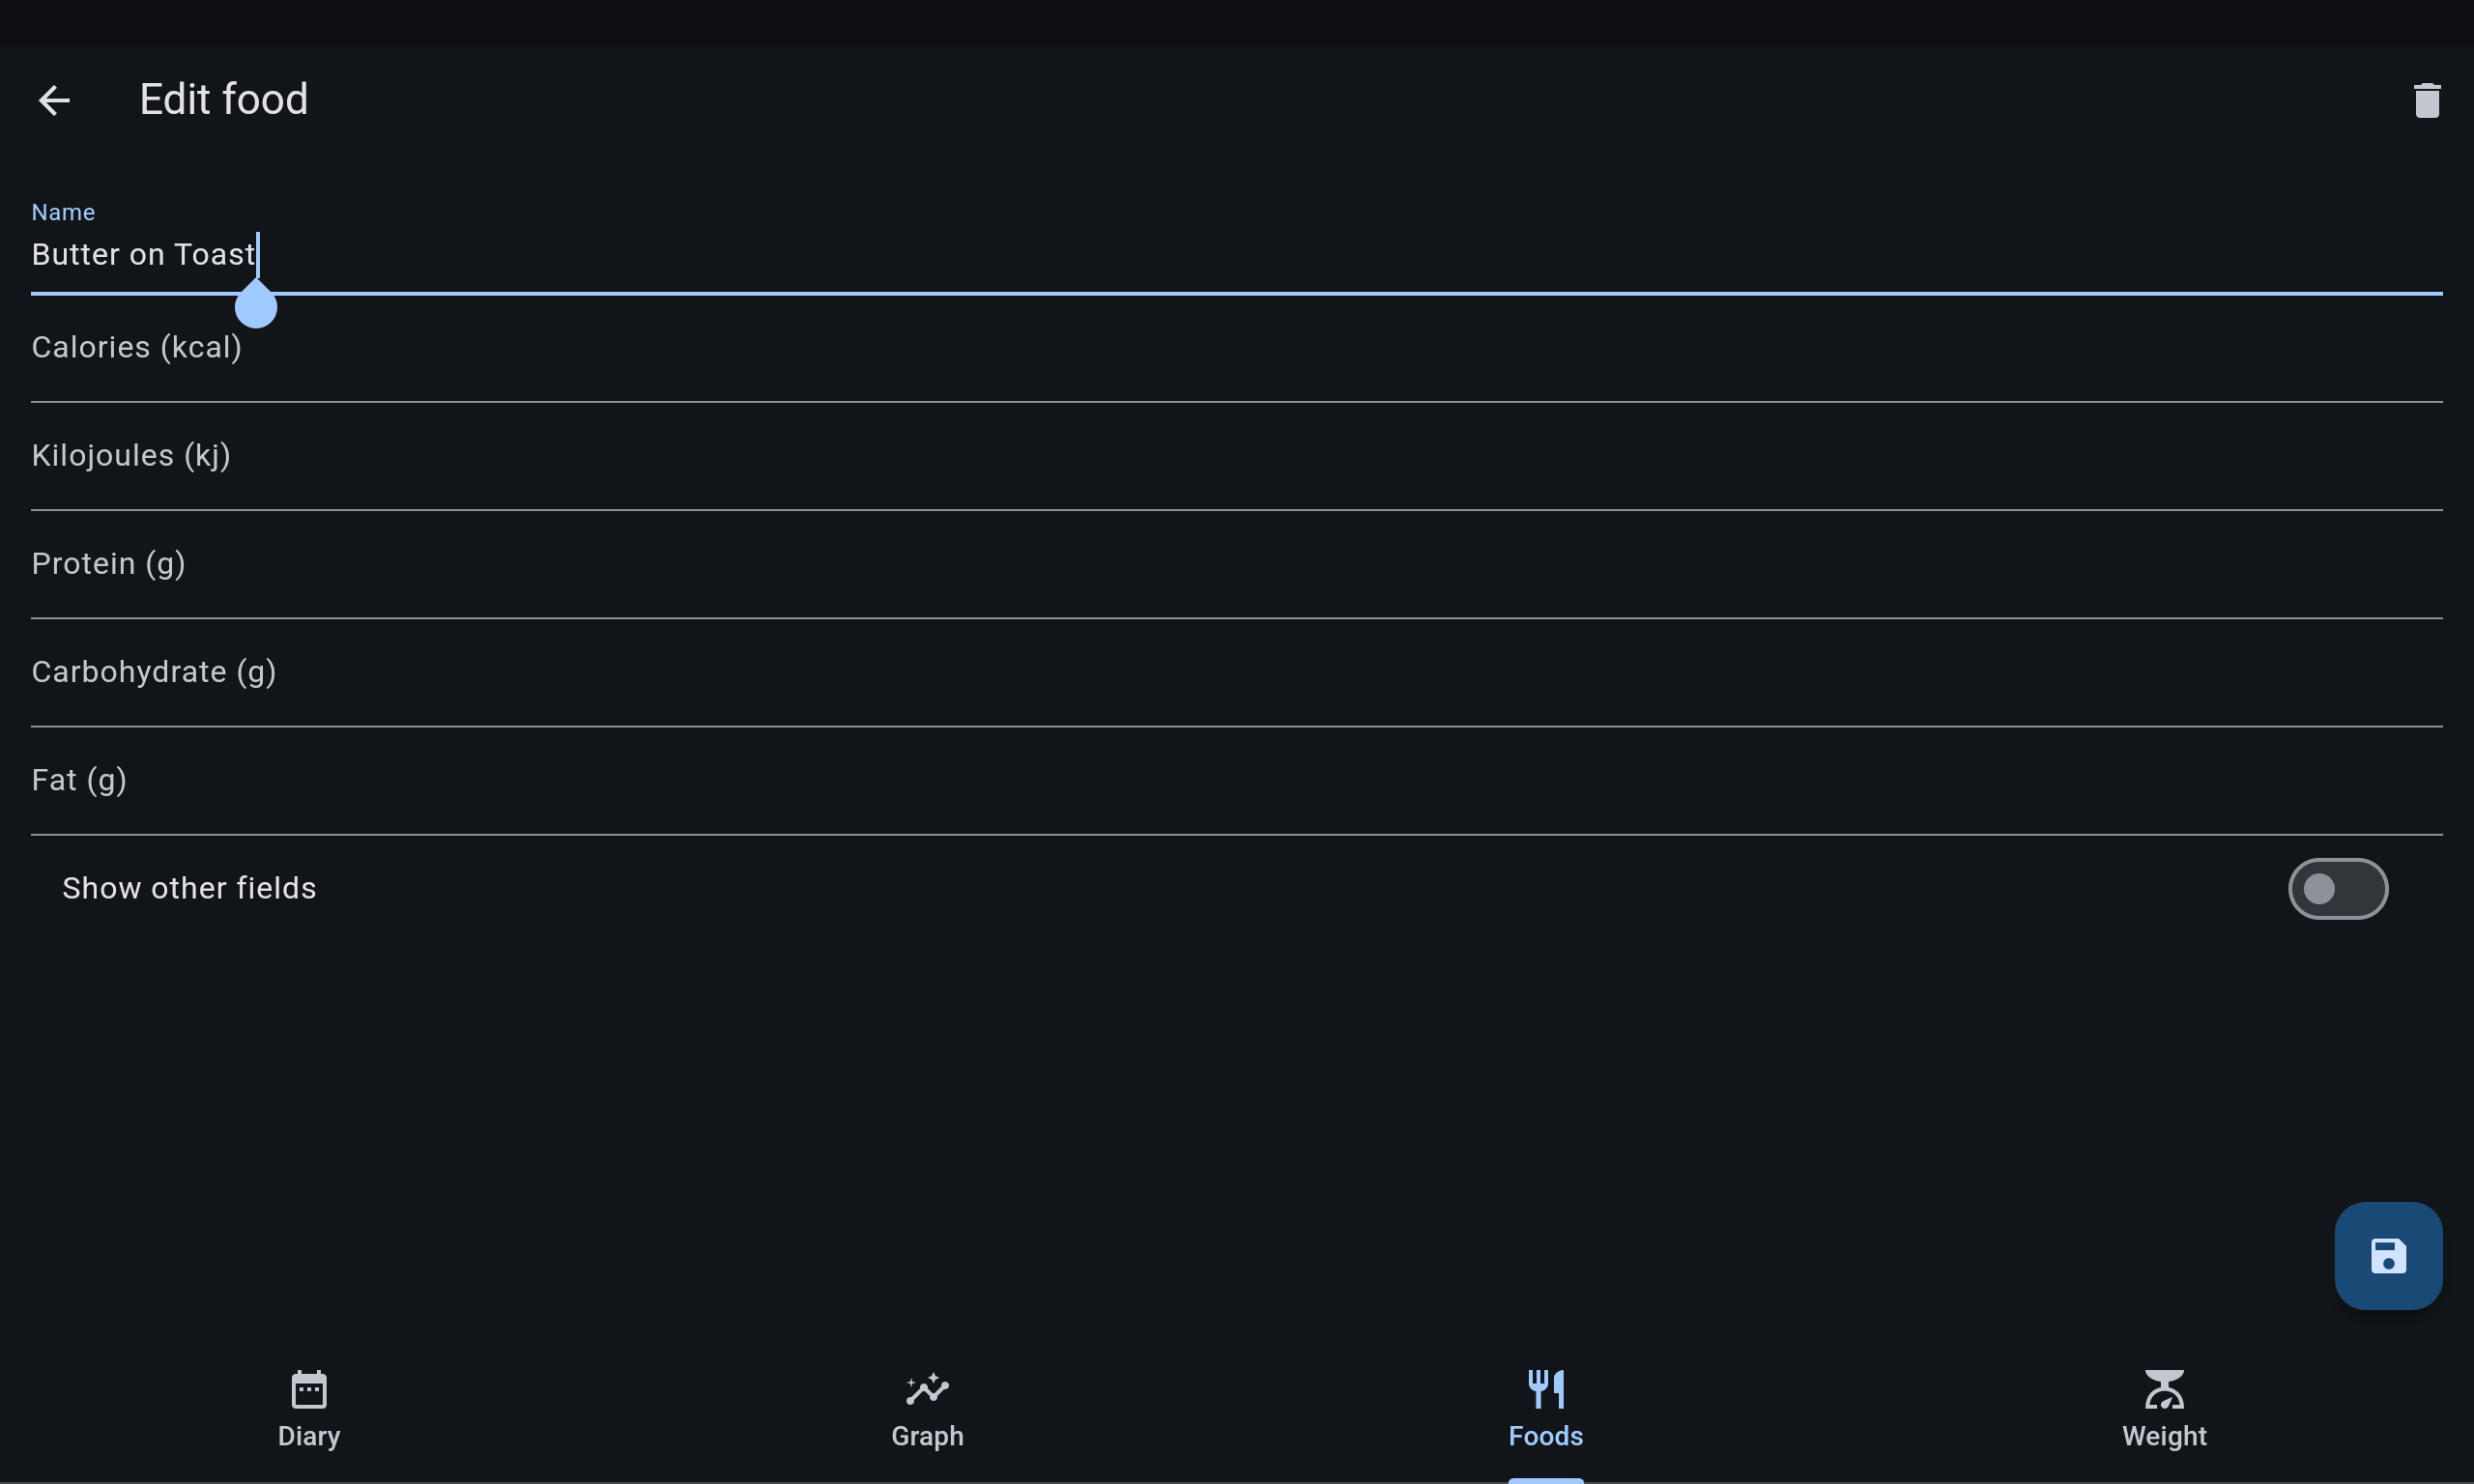 Edit food
Name
Butter on Toast
Calories (kcal)
Kilojoules (kj)
Protein (g)
Carbohydrate (g)
Fat (g)
Show other fields
Diary
Graph
Foods
Weight